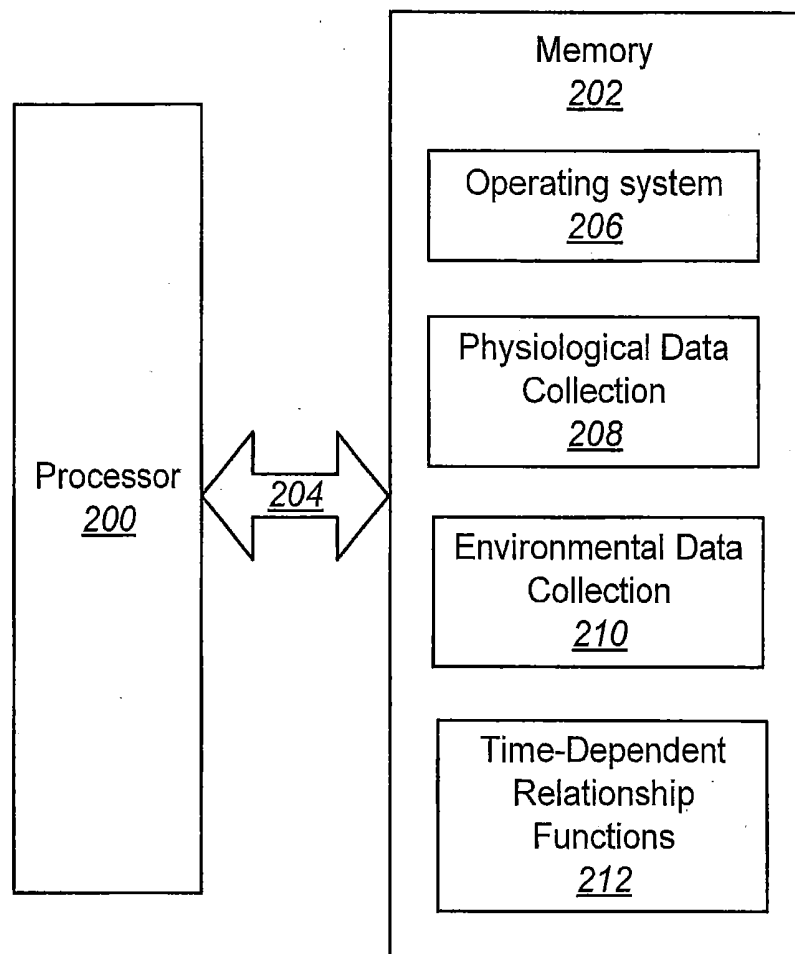 Memory
202
Operating system
206
Physiological Data
Collection
208
Processor
200
204
Environmental Data
Collection
210
Time-Dependent
Relationship
Functions
212